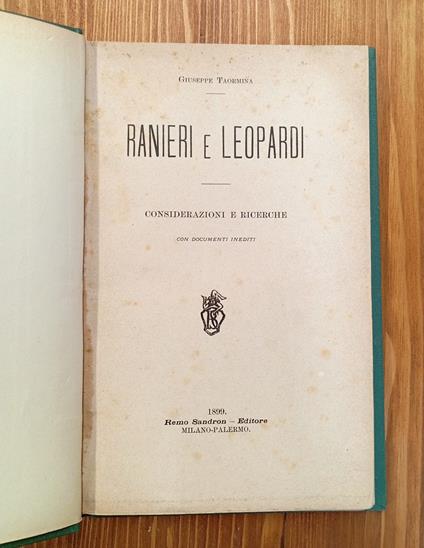 Giuseppe Taormina
RANIERI E LEOPARDI
CONSIDERAZIONI E RICERCHE
CON DOCUMENTI INEDITI
1899.
Remo Sandron – Editore
MILANO-PALERMO.